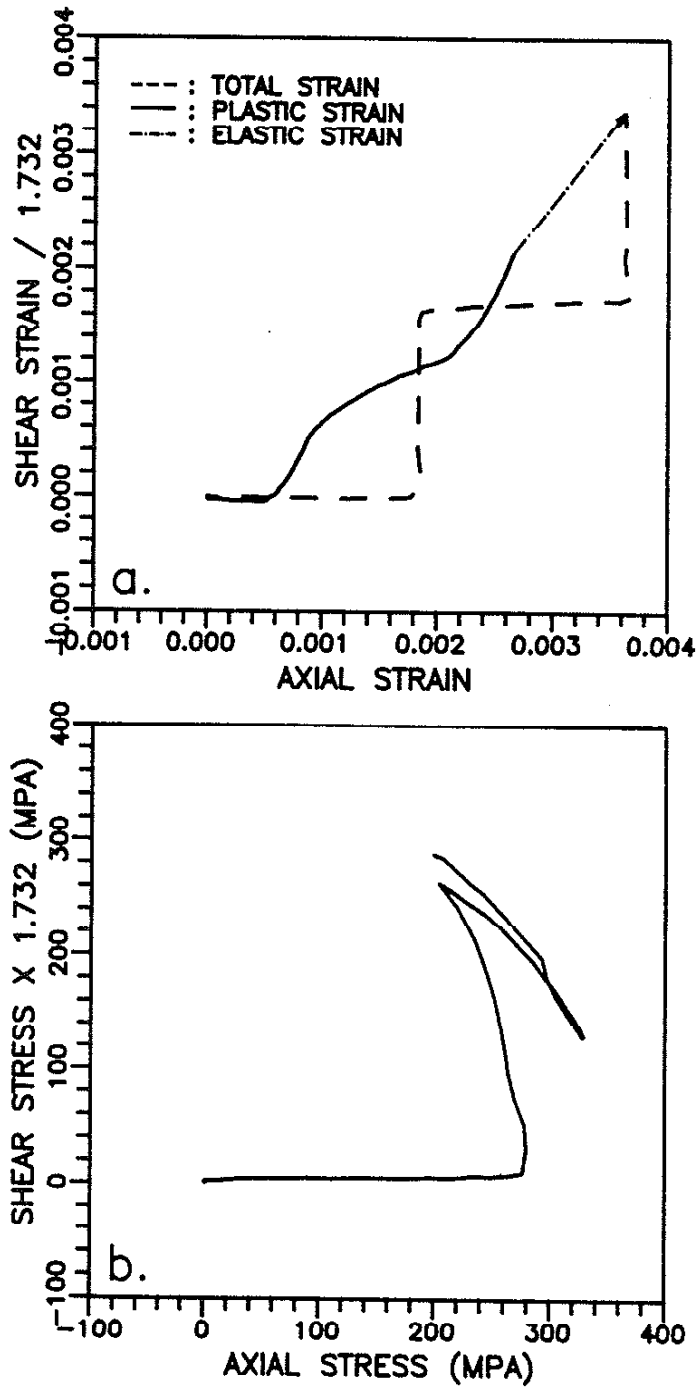 0.004
0.003
0.002
0.001
0.000
-0.001
SHEAR STRAIN / 1.732
--- : TOTAL STRAIN
— : PLASTIC STRAIN
-·-·- : ELASTIC STRAIN
a.
-0.001 0.000 0.001 0.002 0.003 0.004
AXIAL STRAIN
400
300
200
100
0
-100
SHEAR STRESS X 1.732 (MPA)
b.
-100 0 100 200 300 400
AXIAL STRESS (MPA)